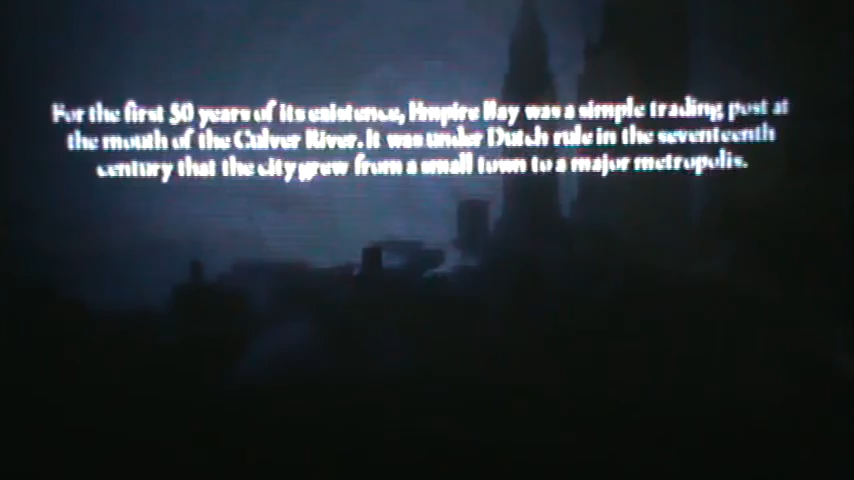 For the first 50 years of its existence, Empire Bay was a simple trading post at
the mouth of the Culver River. It was under Dutch rule in the seventeenth
century that the city grew from a small town to a major metropolis.